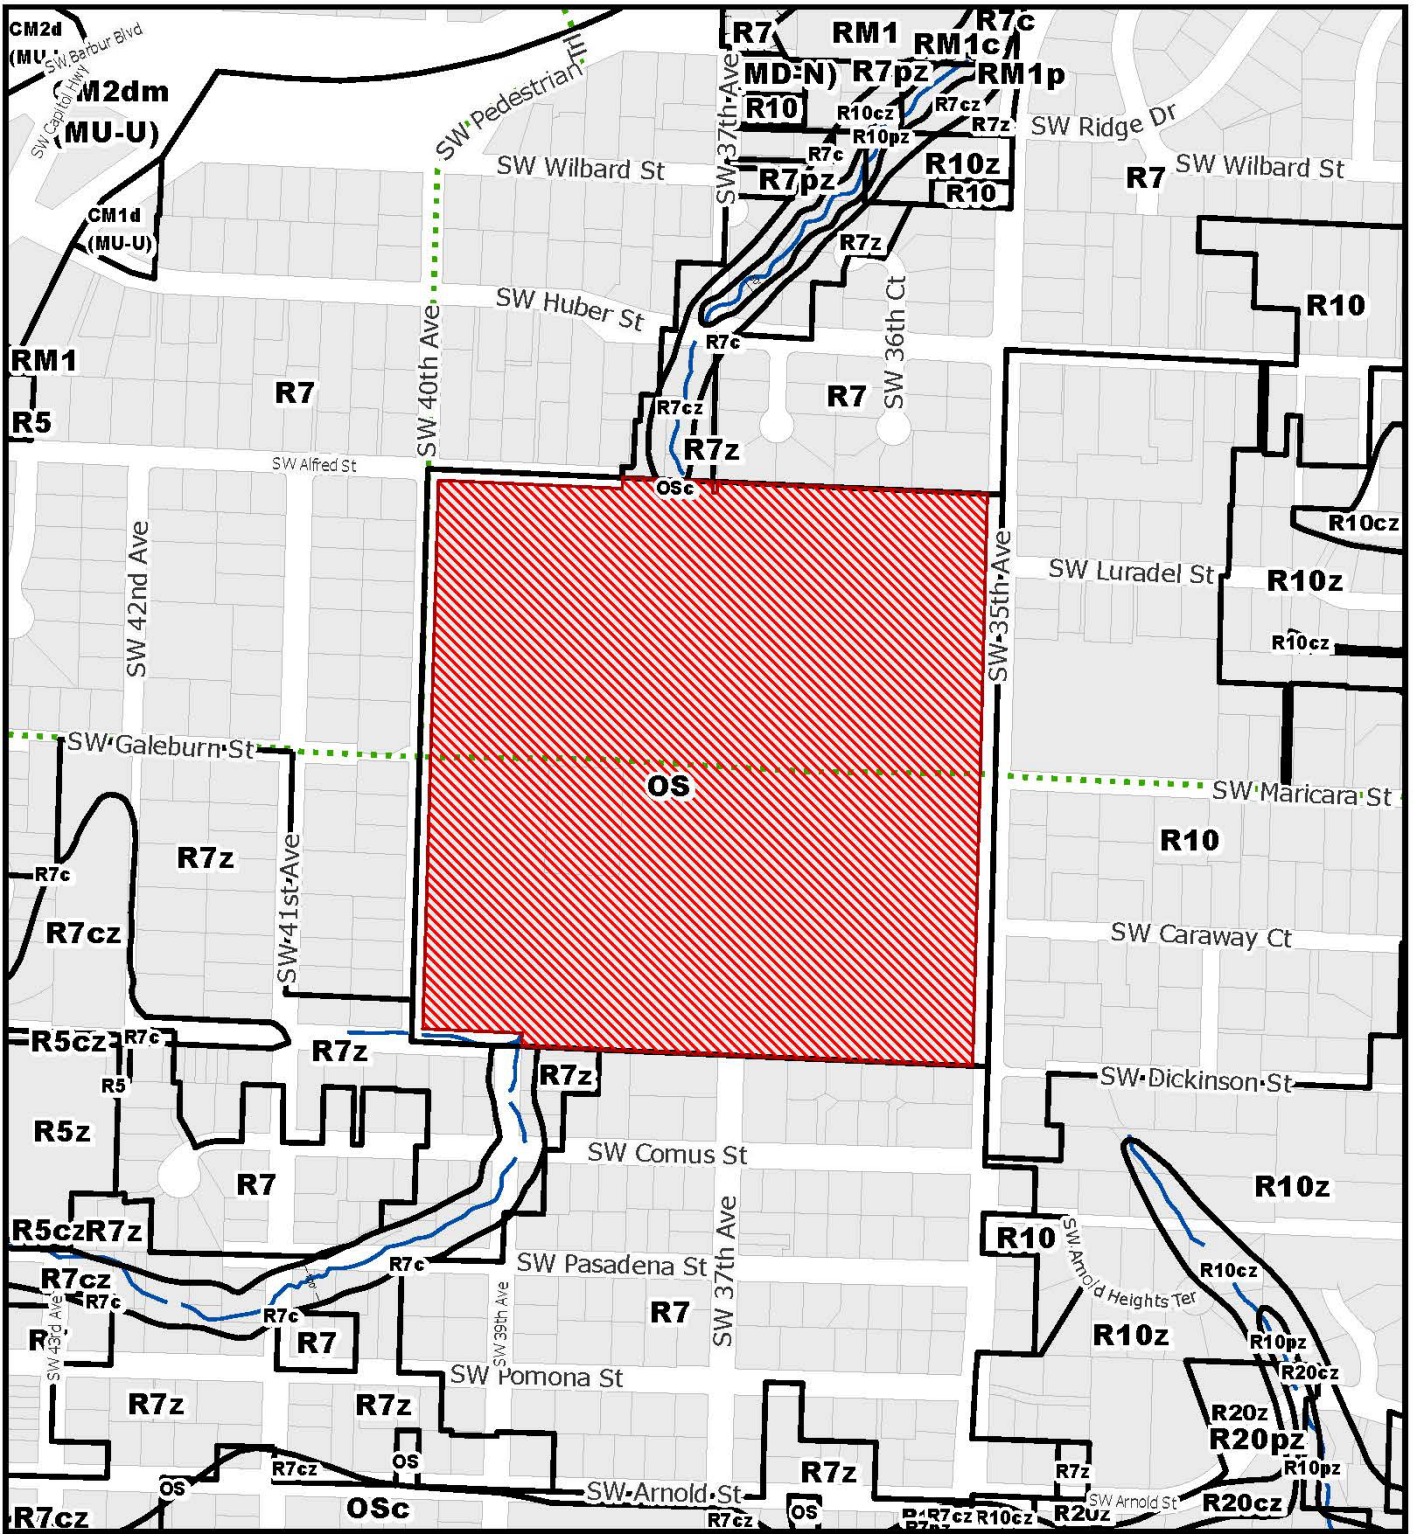 CM2d
(MU-
SW Barbur Blvd
SW Capitol Hwy
CM2dm
(MU-U)
SW Pedestrian Trl
R7
RM1
R7c
RM1c
MD-N)
R7pz
RM1p
R10
R10cz
R7cz
R7z
R10pz
SW Ridge Dr
SW 37th Ave
SW Wilbard St
R7c
R10z
R7pz
R10
R7
SW Wilbard St
CM1d
(MU-U)
R7z
SW Huber St
SW 36th Ct
R10
R7c
RM1
R7
SW 40th Ave
R7
R5
R7cz
R7z
SW Alfred St
OSc
R10cz
SW 42nd Ave
SW Luradel St
SW 35th Ave
R10z
R10cz
SW Galeburn St
OS
SW Maricara St
R7z
R10
R7c
SW 41st Ave
R7cz
SW Caraway Ct
R5cz
R7c
R7z
R5
R7z
SW Dickinson St
R5z
SW Comus St
R7
R10z
R5cz
R7z
R10
SW 37th Ave
SW Arnold Heights Ter
R7c
SW Pasadena St
R10cz
R7cz
R7c
R7c
R7
SW 39th Ave
R7
R10z
R10pz
SW 43rd Ave
SW Pomona St
R20cz
R7z
R7z
R20z
R20pz
R7cz
OS
R7z
R7z
R10pz
OS
SW Arnold St
SW Arnold St
R20cz
R7cz
OSc
R7cz
OS
R7cz
R10cz
R20z